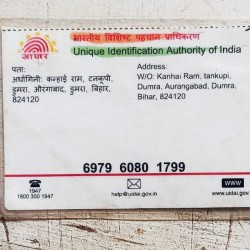 भारतीय विशिष्ट पहचान प्राधिकरण
Unique Identification Authority of India
आधार
पता:
अर्धांगिनी: कन्हाई राम, टनकूपी,
डुमरा, औरंगाबाद, डुमरा, बिहार,
824120
Address:
W/O: Kanhai Ram, tankupi,
Dumra, Aurangabad, Dumra,
Bihar, 824120
6979 6080 1799
1947
1800 300 1947
help@uidai.gov.in
www
www.uidai.gov.in